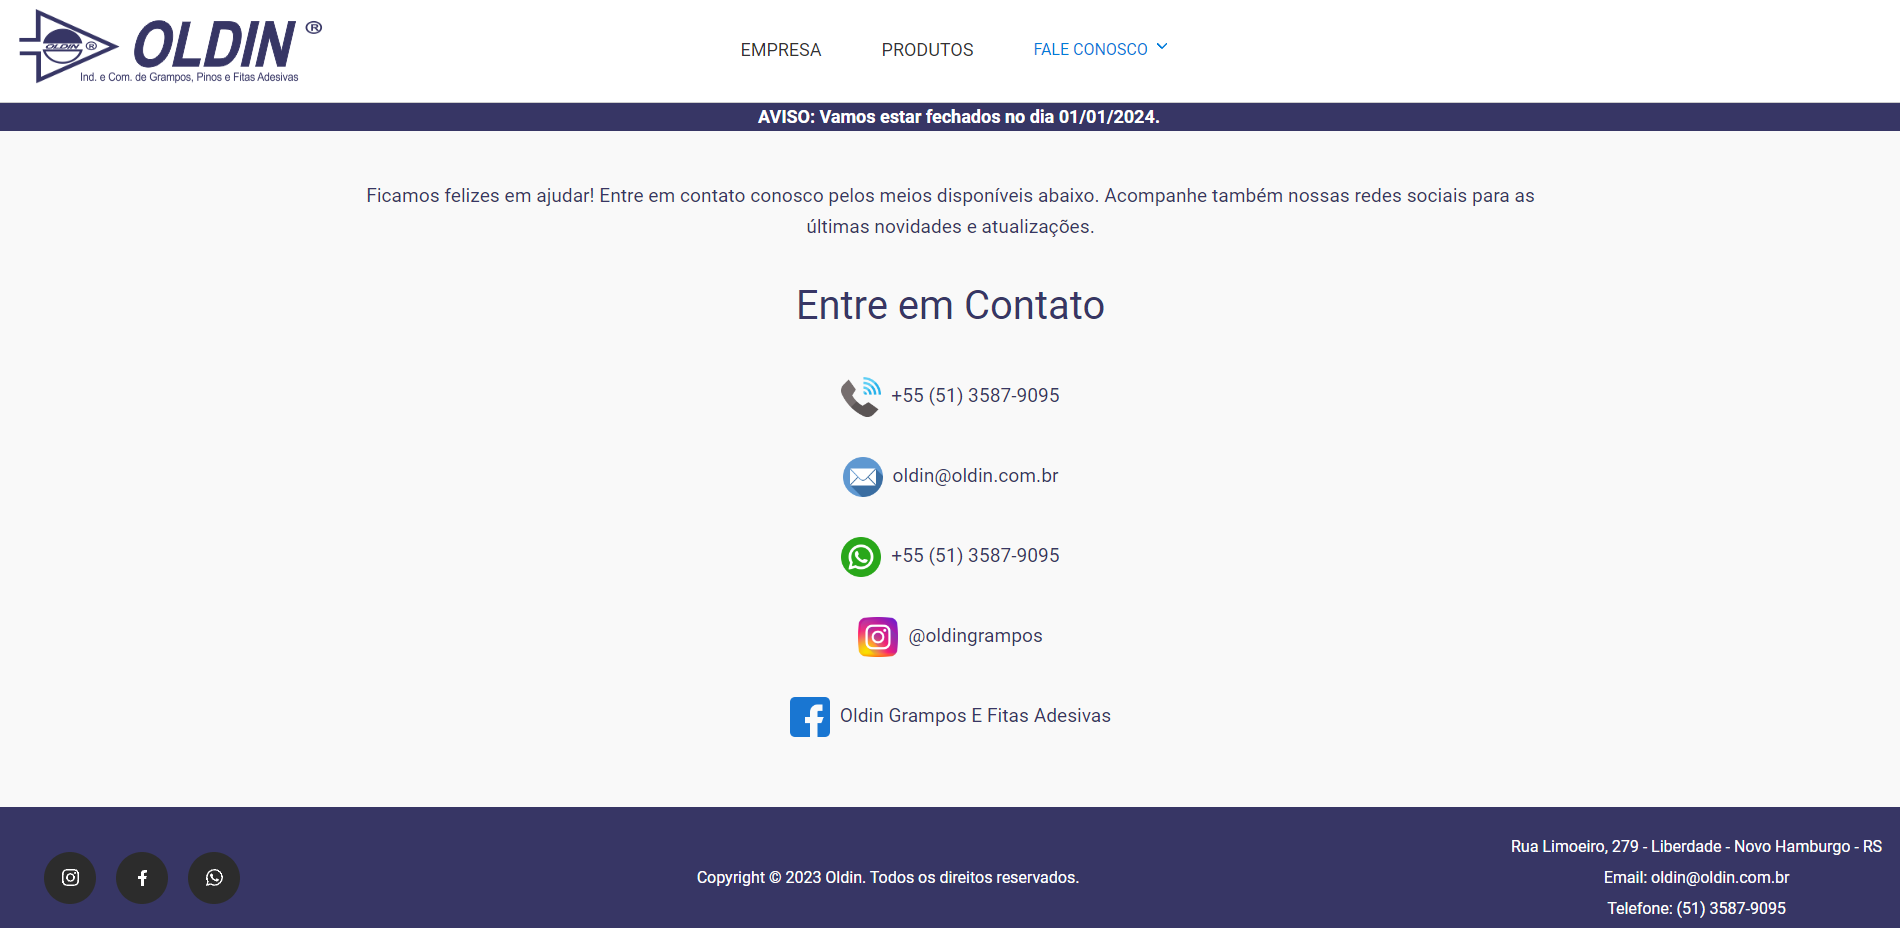 OLDIN ®
OLDIN ®
Ind. e Com. de Grampos, Pinos e Fitas Adesivas
EMPRESA
PRODUTOS
FALE CONOSCO
AVISO: Vamos estar fechados no dia 01/01/2024.
Ficamos felizes em ajudar! Entre em contato conosco pelos meios disponíveis abaixo. Acompanhe também nossas redes sociais para as
últimas novidades e atualizações.
Entre em Contato
+55 (51) 3587-9095
oldin@oldin.com.br
+55 (51) 3587-9095
@oldingrampos
Oldin Grampos E Fitas Adesivas
Copyright © 2023 Oldin. Todos os direitos reservados.
Rua Limoeiro, 279 - Liberdade - Novo Hamburgo - RS
Email: oldin@oldin.com.br
Telefone: (51) 3587-9095